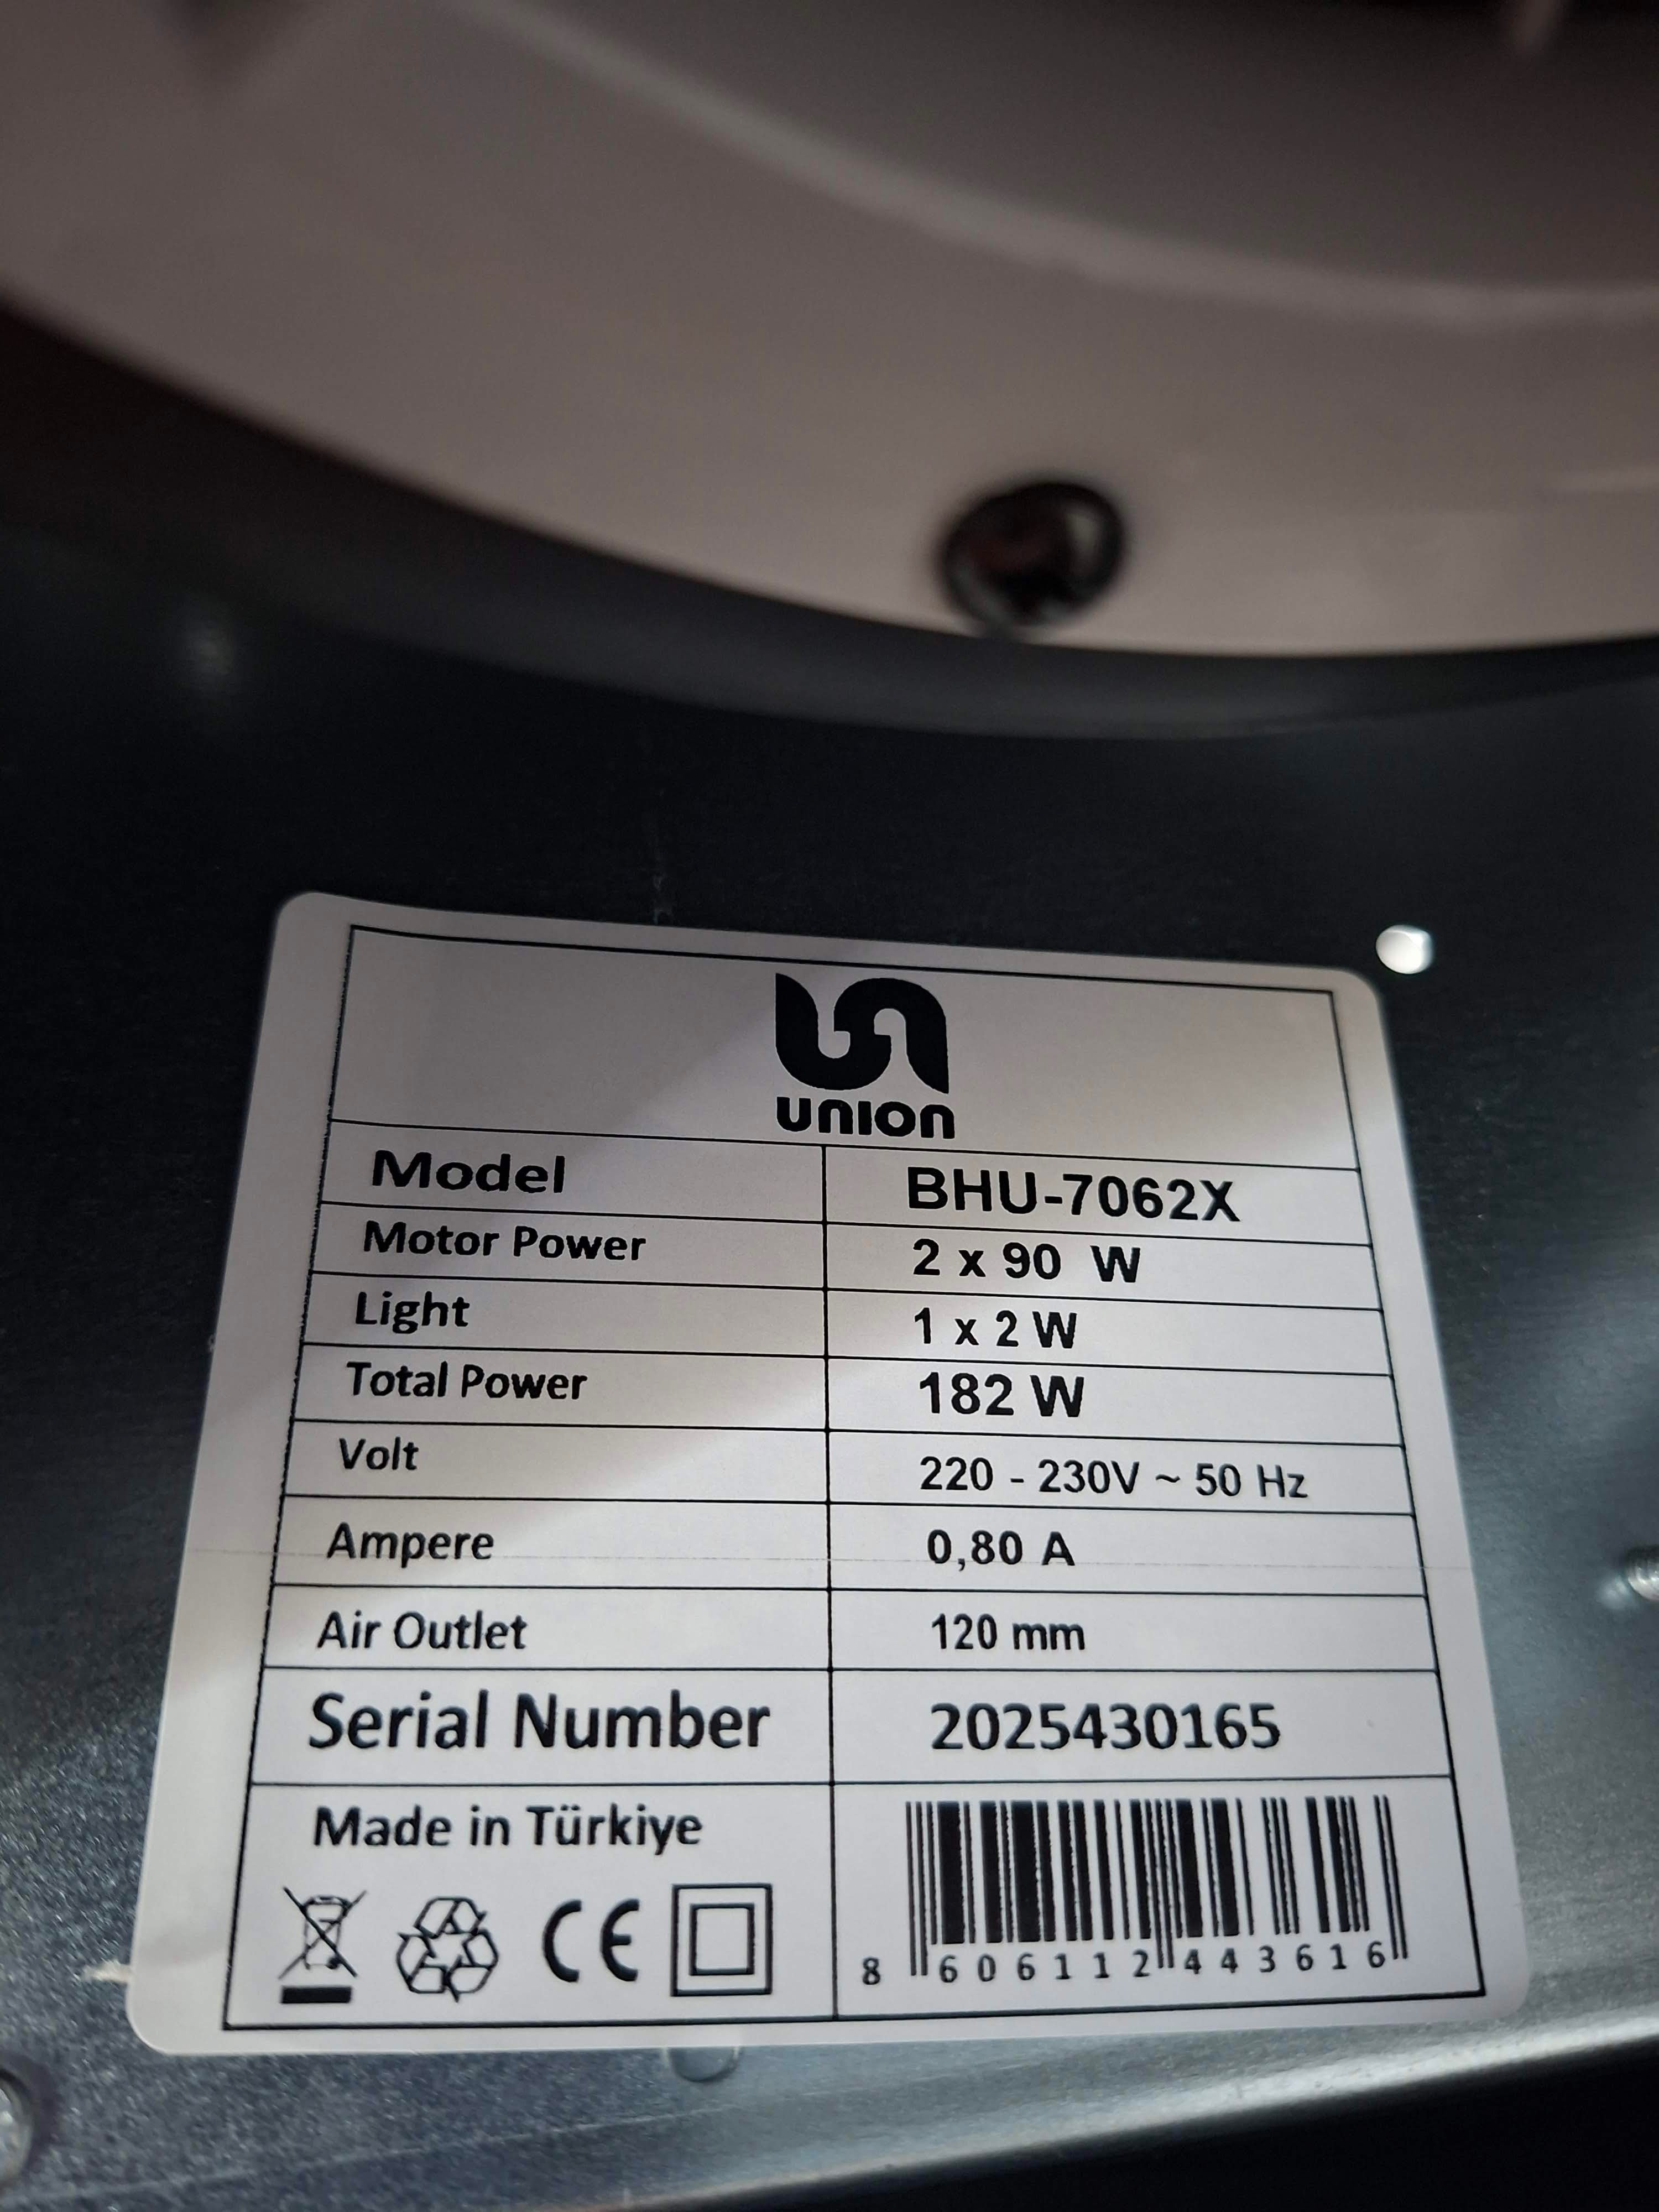 UNION
Model BHU-7062X
Motor Power 2 x 90 W
Light 1 x 2 W
Total Power 182 W
Volt 220 - 230V ~ 50 Hz
Ampere 0,80 A
Air Outlet 120 mm
Serial Number 2025430165
Made in Türkiye
CE
8 606112 443616